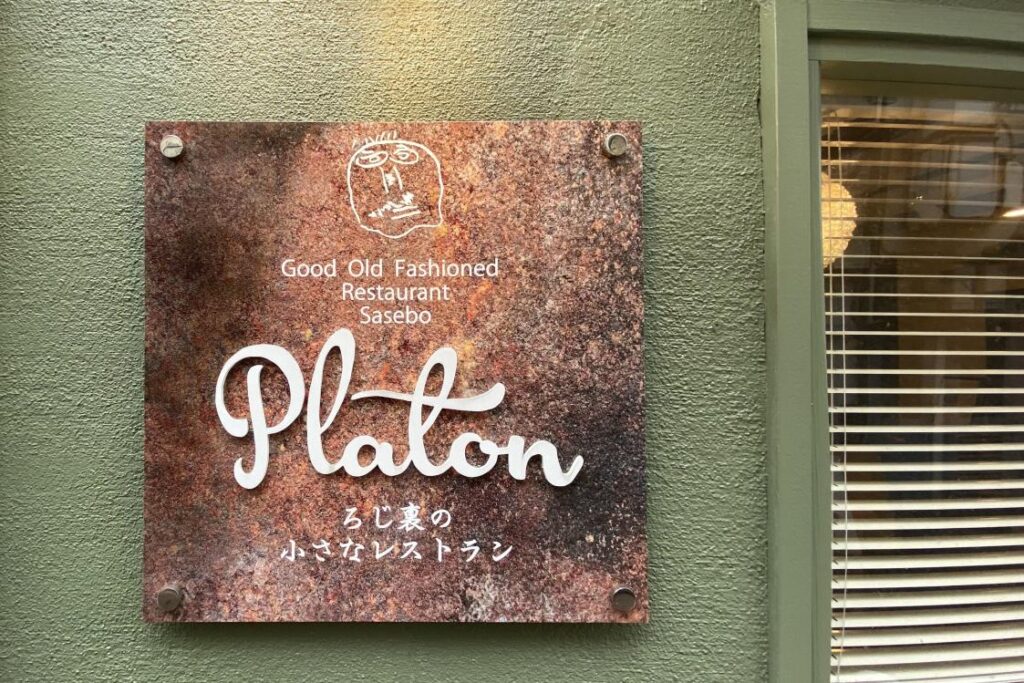 Good Old Fashioned
Restaurant
Sasebo
Platon
ろじ裏の
小さなレストラン